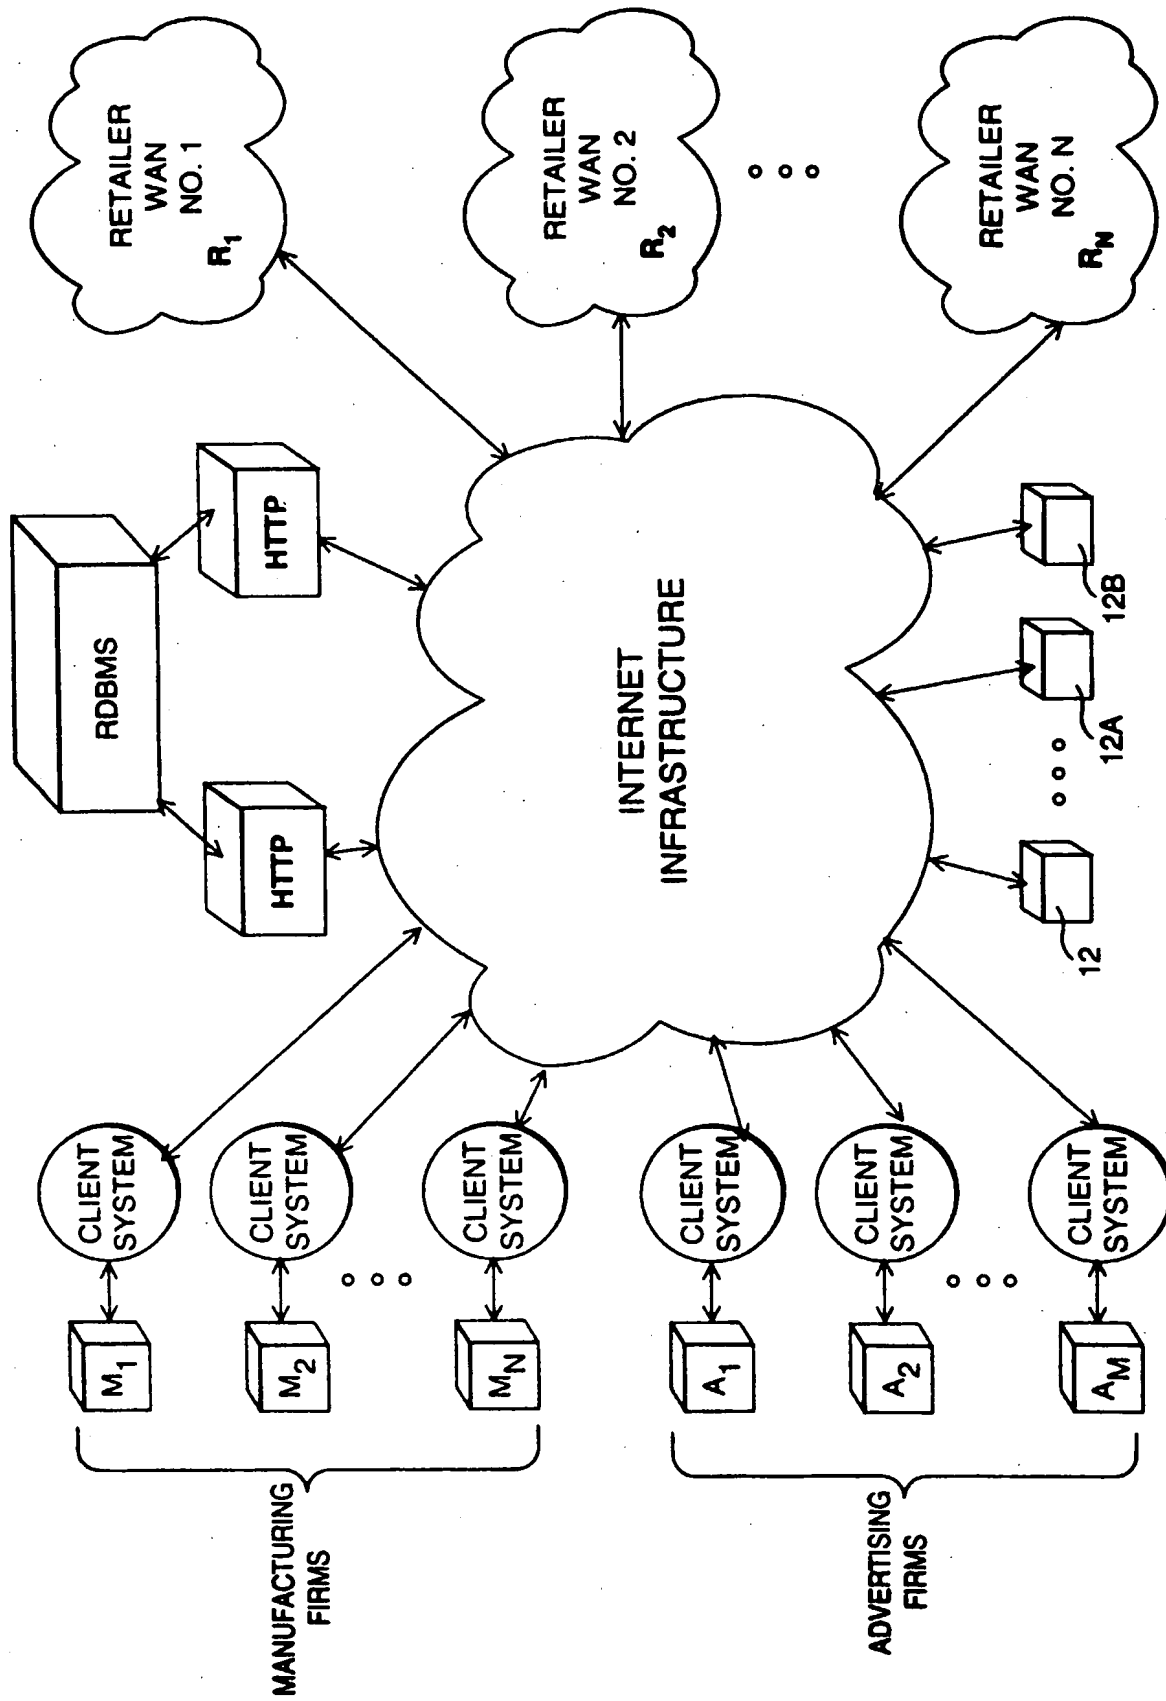 RDBMS
HTTP
HTTP
MANUFACTURING
FIRMS
M1
CLIENT
SYSTEM
M2
CLIENT
SYSTEM
MN
CLIENT
SYSTEM
ADVERTISING
FIRMS
A1
CLIENT
SYSTEM
A2
CLIENT
SYSTEM
AM
CLIENT
SYSTEM
INTERNET
INFRASTRUCTURE
RETAILER
WAN
NO. 1
R1
RETAILER
WAN
NO. 2
R2
RETAILER
WAN
NO. N
RN
12
12A
12B